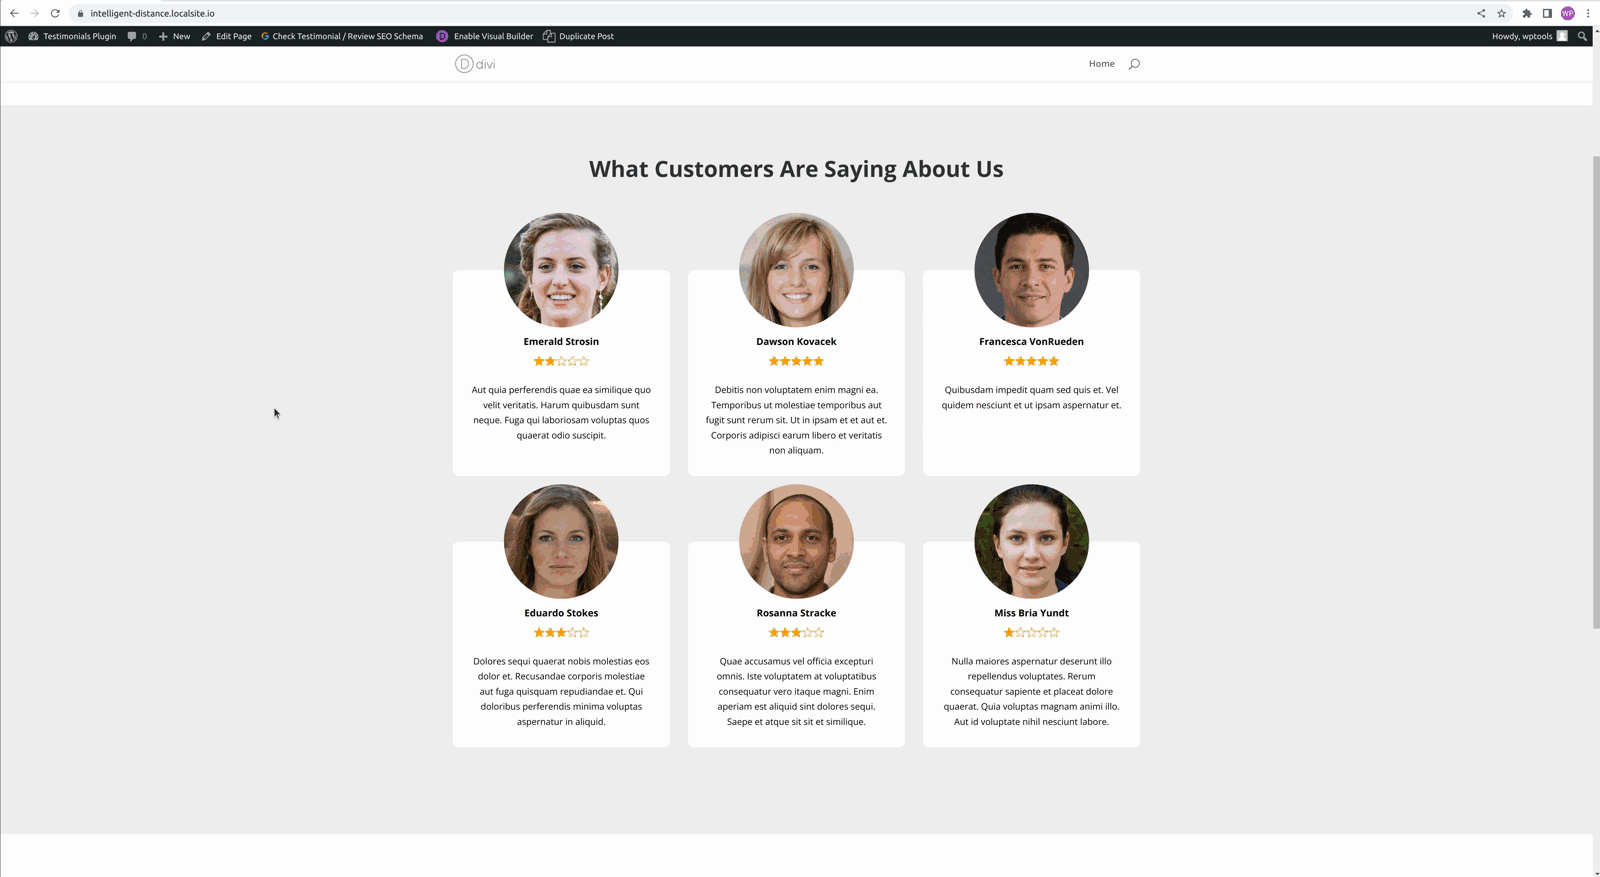 intelligent-distance.localsite.io
WP
Testimonials Plugin 0 New Edit Page G Check Testimonial / Review SEO Schema D Enable Visual Builder Duplicate Post Howdy, wptools
D divi Home
What Customers Are Saying About Us
Emerald Strosin
Aut quia perferendis quae ea similique quo
velit veritatis. Harum quibusdam sunt
neque. Fuga qui laboriosam voluptas quos
quaerat odio suscipit.
Dawson Kovacek
Debitis non voluptatem enim magni ea.
Temporibus ut molestiae temporibus aut
fugit sunt rerum sit. Ut in ipsam et et aut et.
Corporis adipisci earum libero et veritatis
non aliquam.
Francesca VonRueden
Quibusdam impedit quam sed quis et. Vel
quidem nesciunt et ut ipsam aspernatur et.
Eduardo Stokes
Dolores sequi quaerat nobis molestias eos
dolor et. Recusandae corporis molestiae
aut fuga quisquam repudiandae et. Qui
doloribus perferendis minima voluptas
aspernatur in aliquid.
Rosanna Stracke
Quae accusamus vel officia excepturi
omnis. Iste voluptatem at voluptatibus
consequatur vero itaque magni. Enim
aperiam est aliquid sint dolores sequi.
Saepe et atque sit sit et similique.
Miss Bria Yundt
Nulla maiores aspernatur deserunt illo
repellendus voluptates. Rerum
consequatur sapiente et placeat dolore
quaerat. Quia voluptas magnam animi illo.
Aut id voluptate nihil nesciunt labore.